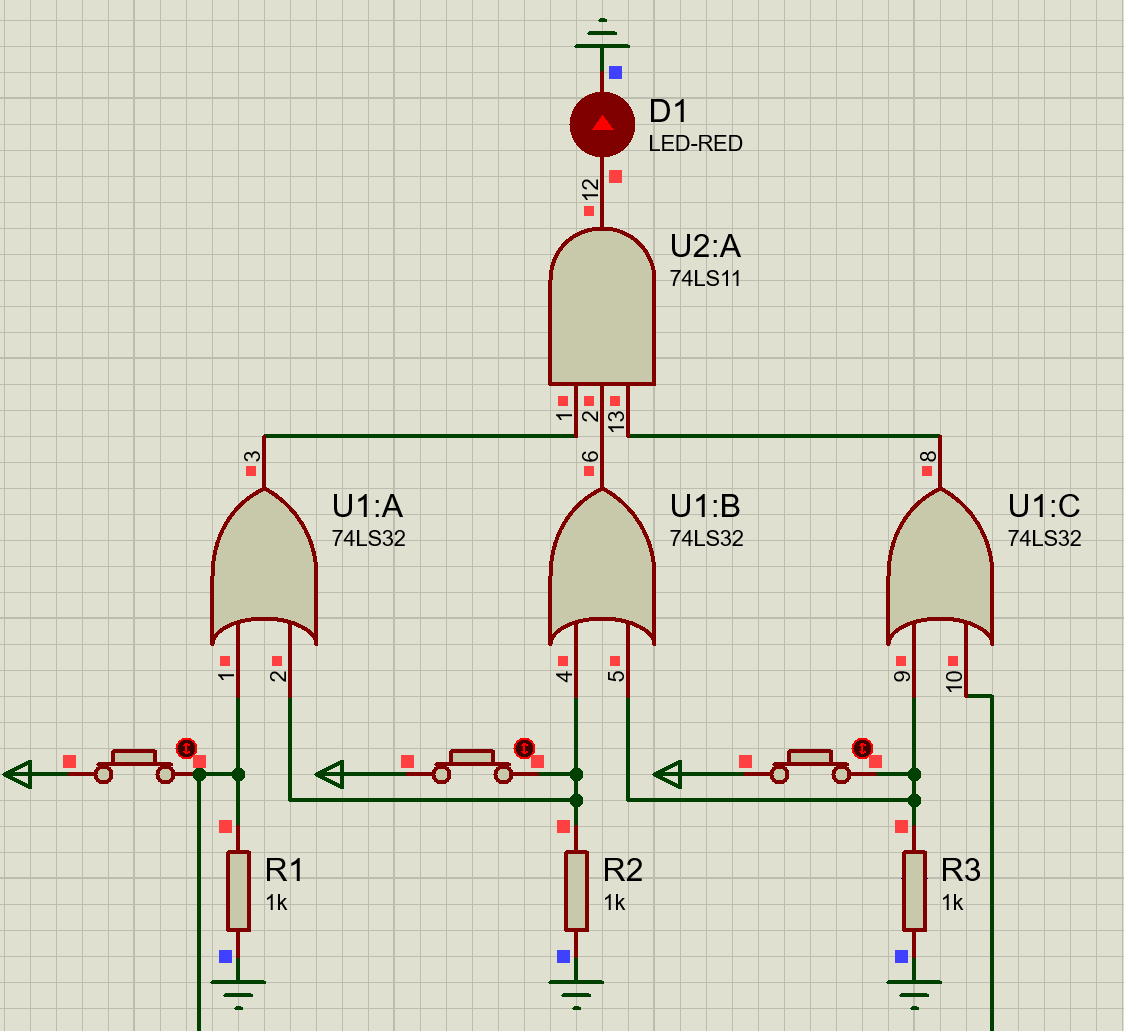 D1
LED-RED
12
U2:A
74LS11
1
2
13
3
6
8
U1:A
74LS32
U1:B
74LS32
U1:C
74LS32
1
2
4
5
9
10
R1
1k
R2
1k
R3
1k